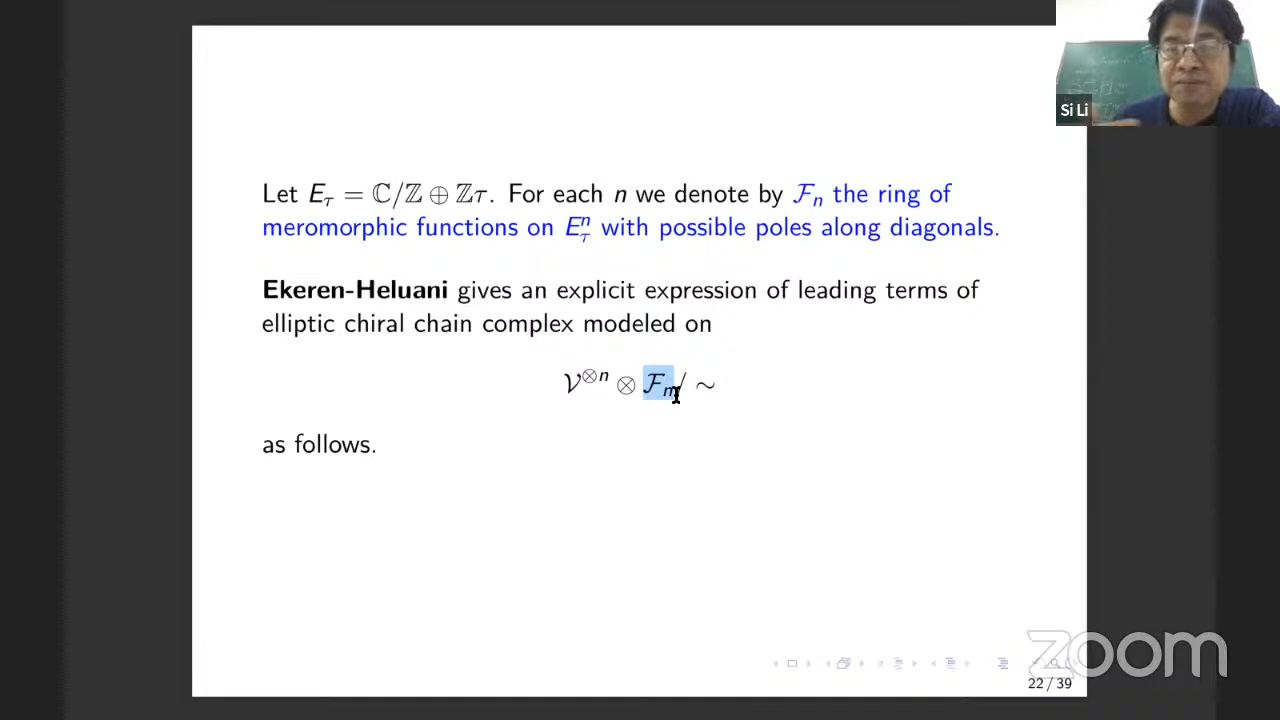 Si Li
Let E_τ = ℂ/ℤ ⊕ ℤτ. For each n we denote by ℱ_n the ring of
meromorphic functions on E_τ^n with possible poles along diagonals.
Ekeren-Heluani gives an explicit expression of leading terms of
elliptic chiral chain complex modeled on
𝒱^{⊗n} ⊗ ℱ_n/ ∼
as follows.
zoom
22 / 39